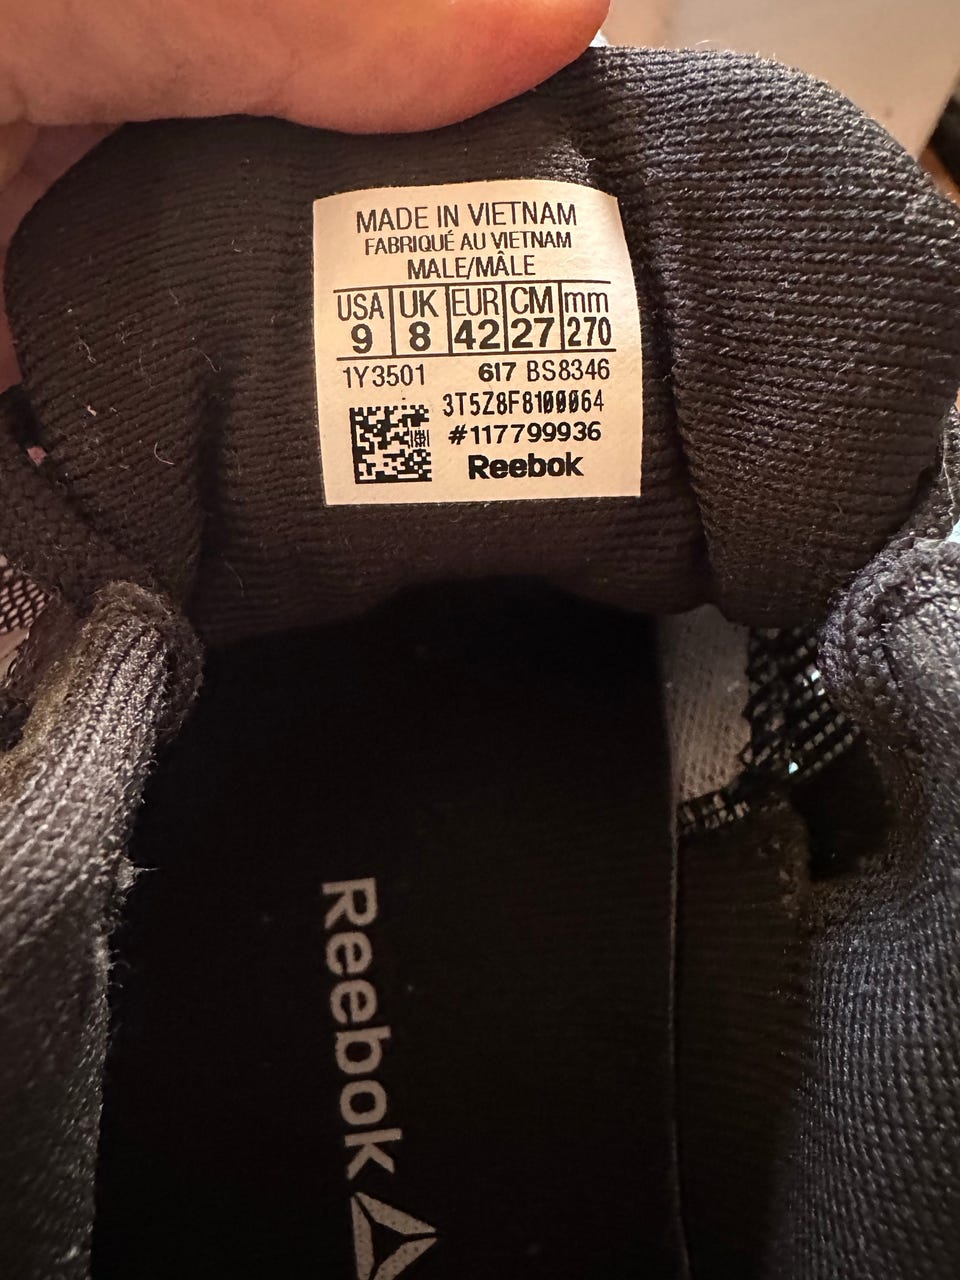 MADE IN VIETNAM
FABRIQUÉ AU VIETNAM
MALE/MÂLE
USA UK EUR CM mm
9 8 42 27 270
1Y3501 617 BS8346
3T5Z8F8100064
#117799936
Reebok
Reebok